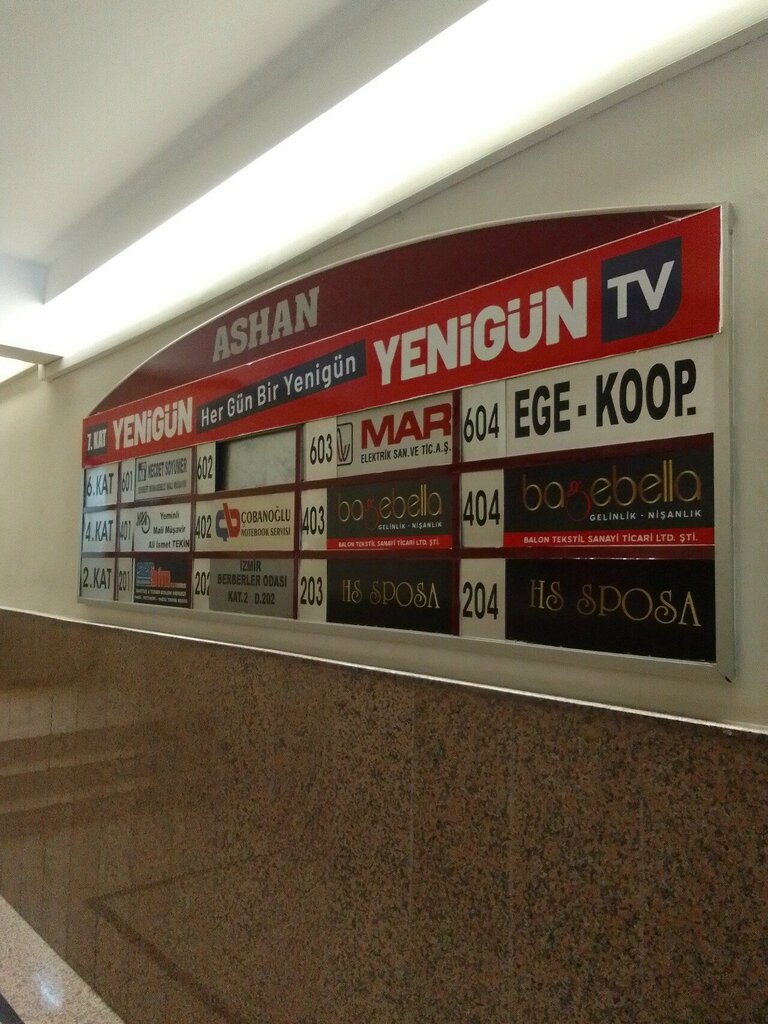 ASHAN
7.KAT YENİGÜN Her Gün Bir Yenigün YENİGÜN TV
6.KAT 601 NECDET SOYUMER 602 603 MAR 604 EGE-KOOP.
ELEKTRİK SAN.VE TİC.A.Ş.
4.KAT 401 Yeminli
Mali Müşavir
Ali İsmet TEKİN
402 ÇOBANOĞLU
NOTEBOOK SERVİSİ
403 bagebella
GELİNLİK - NİŞANLIK
BALON TEKSTİL SANAYİ TİCARİ LTD. ŞTİ.
404 bagebella
GELİNLİK - NİŞANLIK
BALON TEKSTİL SANAYİ TİCARİ LTD. ŞTİ.
2.KAT 201
202 İZMİR
BERBERLER ODASI
KAT.2 D.202
203 HS SPOSA
204 HS SPOSA